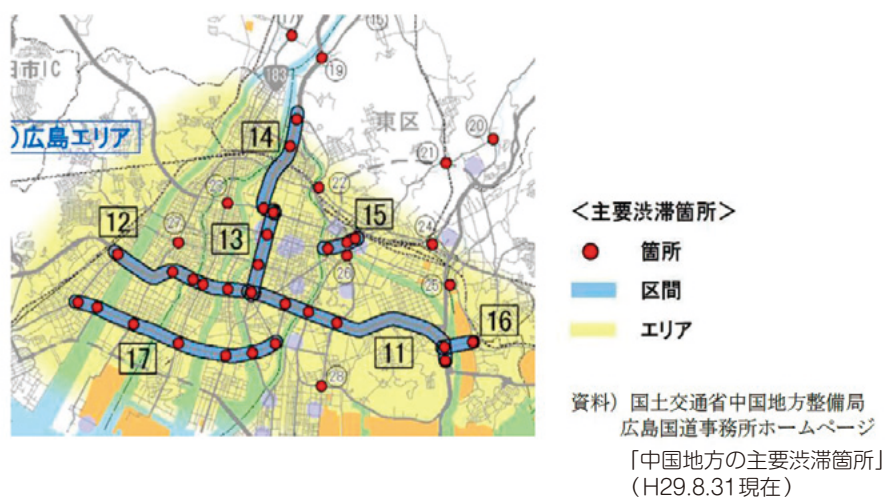 17
16
183
19
日市IC
東区
20
)広島エリア
14
21
22
23
15
12
24
13
27
26
25
16
11
17
28
<主要渋滞箇所>
箇所
区間
エリア
資料) 国土交通省中国地方整備局
広島国道事務所ホームページ
「中国地方の主要渋滞箇所」
(H29.8.31現在)